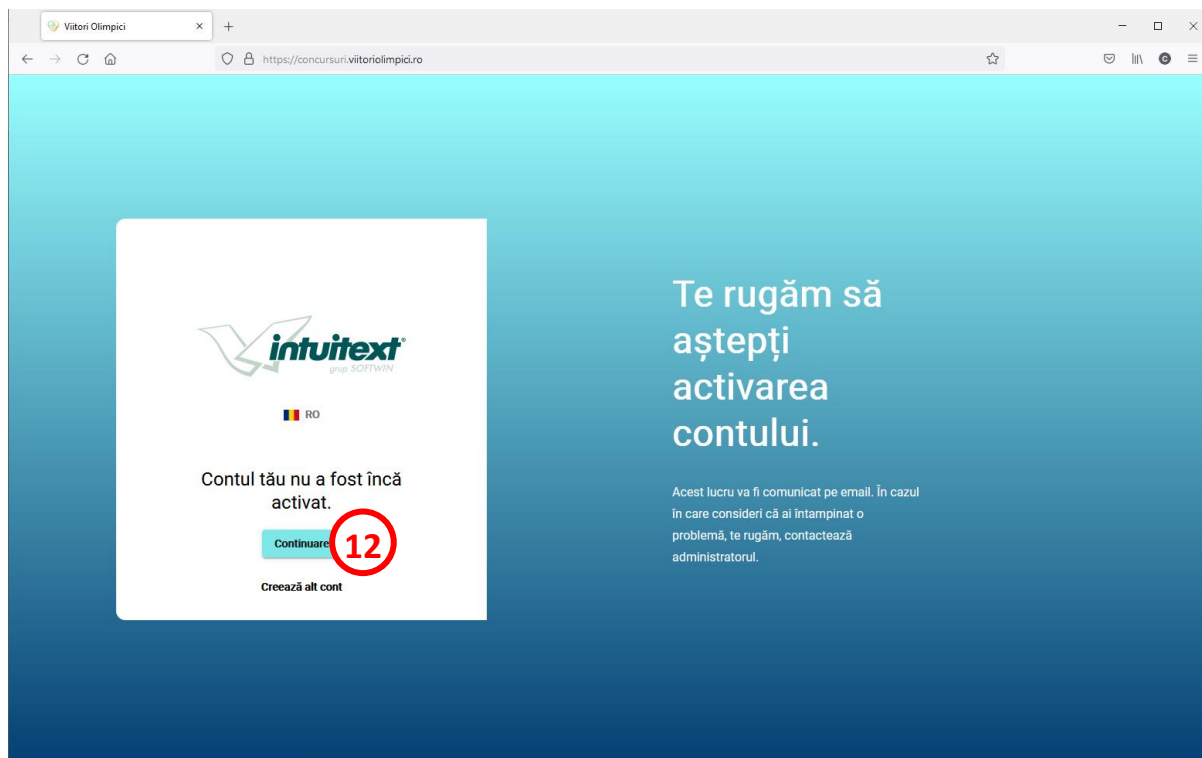 Viitori Olimpici
https://concursuri.viitoriolimpici.ro
intuitext®
grup SOFTWIN
RO
Contul tău nu a fost încă
activat.
Continuare
12
Creează alt cont
Te rugăm să
aștepți
activarea
contului.
Acest lucru va fi comunicat pe email. În cazul
în care consideri că ai întampinat o
problemă, te rugăm, contactează
administratorul.